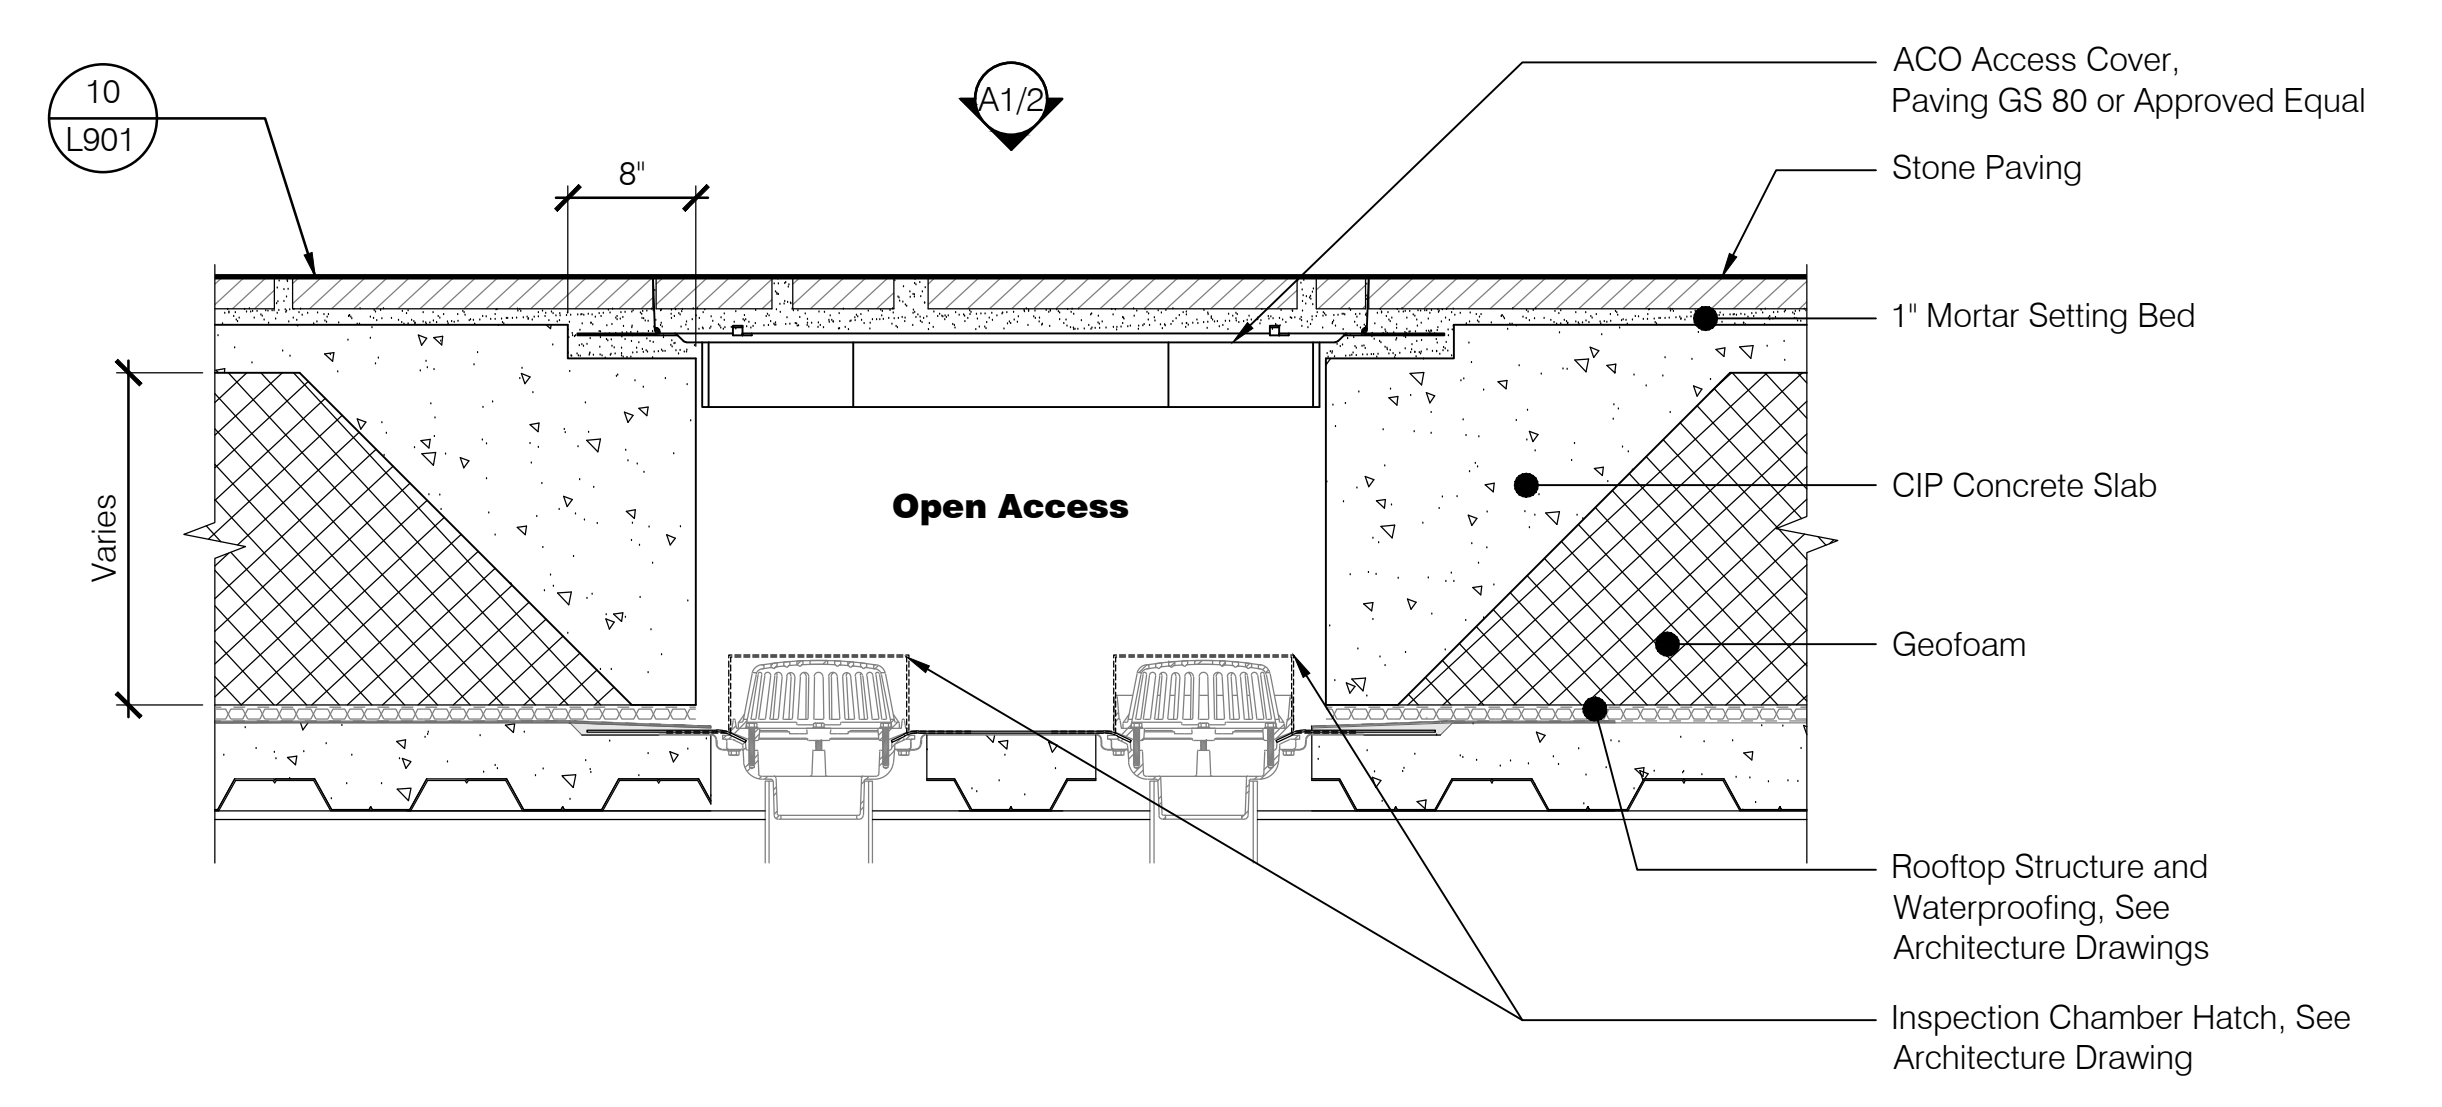 10
L901
A1/2
8"
Varies
Open Access
ACO Access Cover,
Paving GS 80 or Approved Equal
Stone Paving
1" Mortar Setting Bed
CIP Concrete Slab
Geofoam
Rooftop Structure and
Waterproofing, See
Architecture Drawings
Inspection Chamber Hatch, See
Architecture Drawing